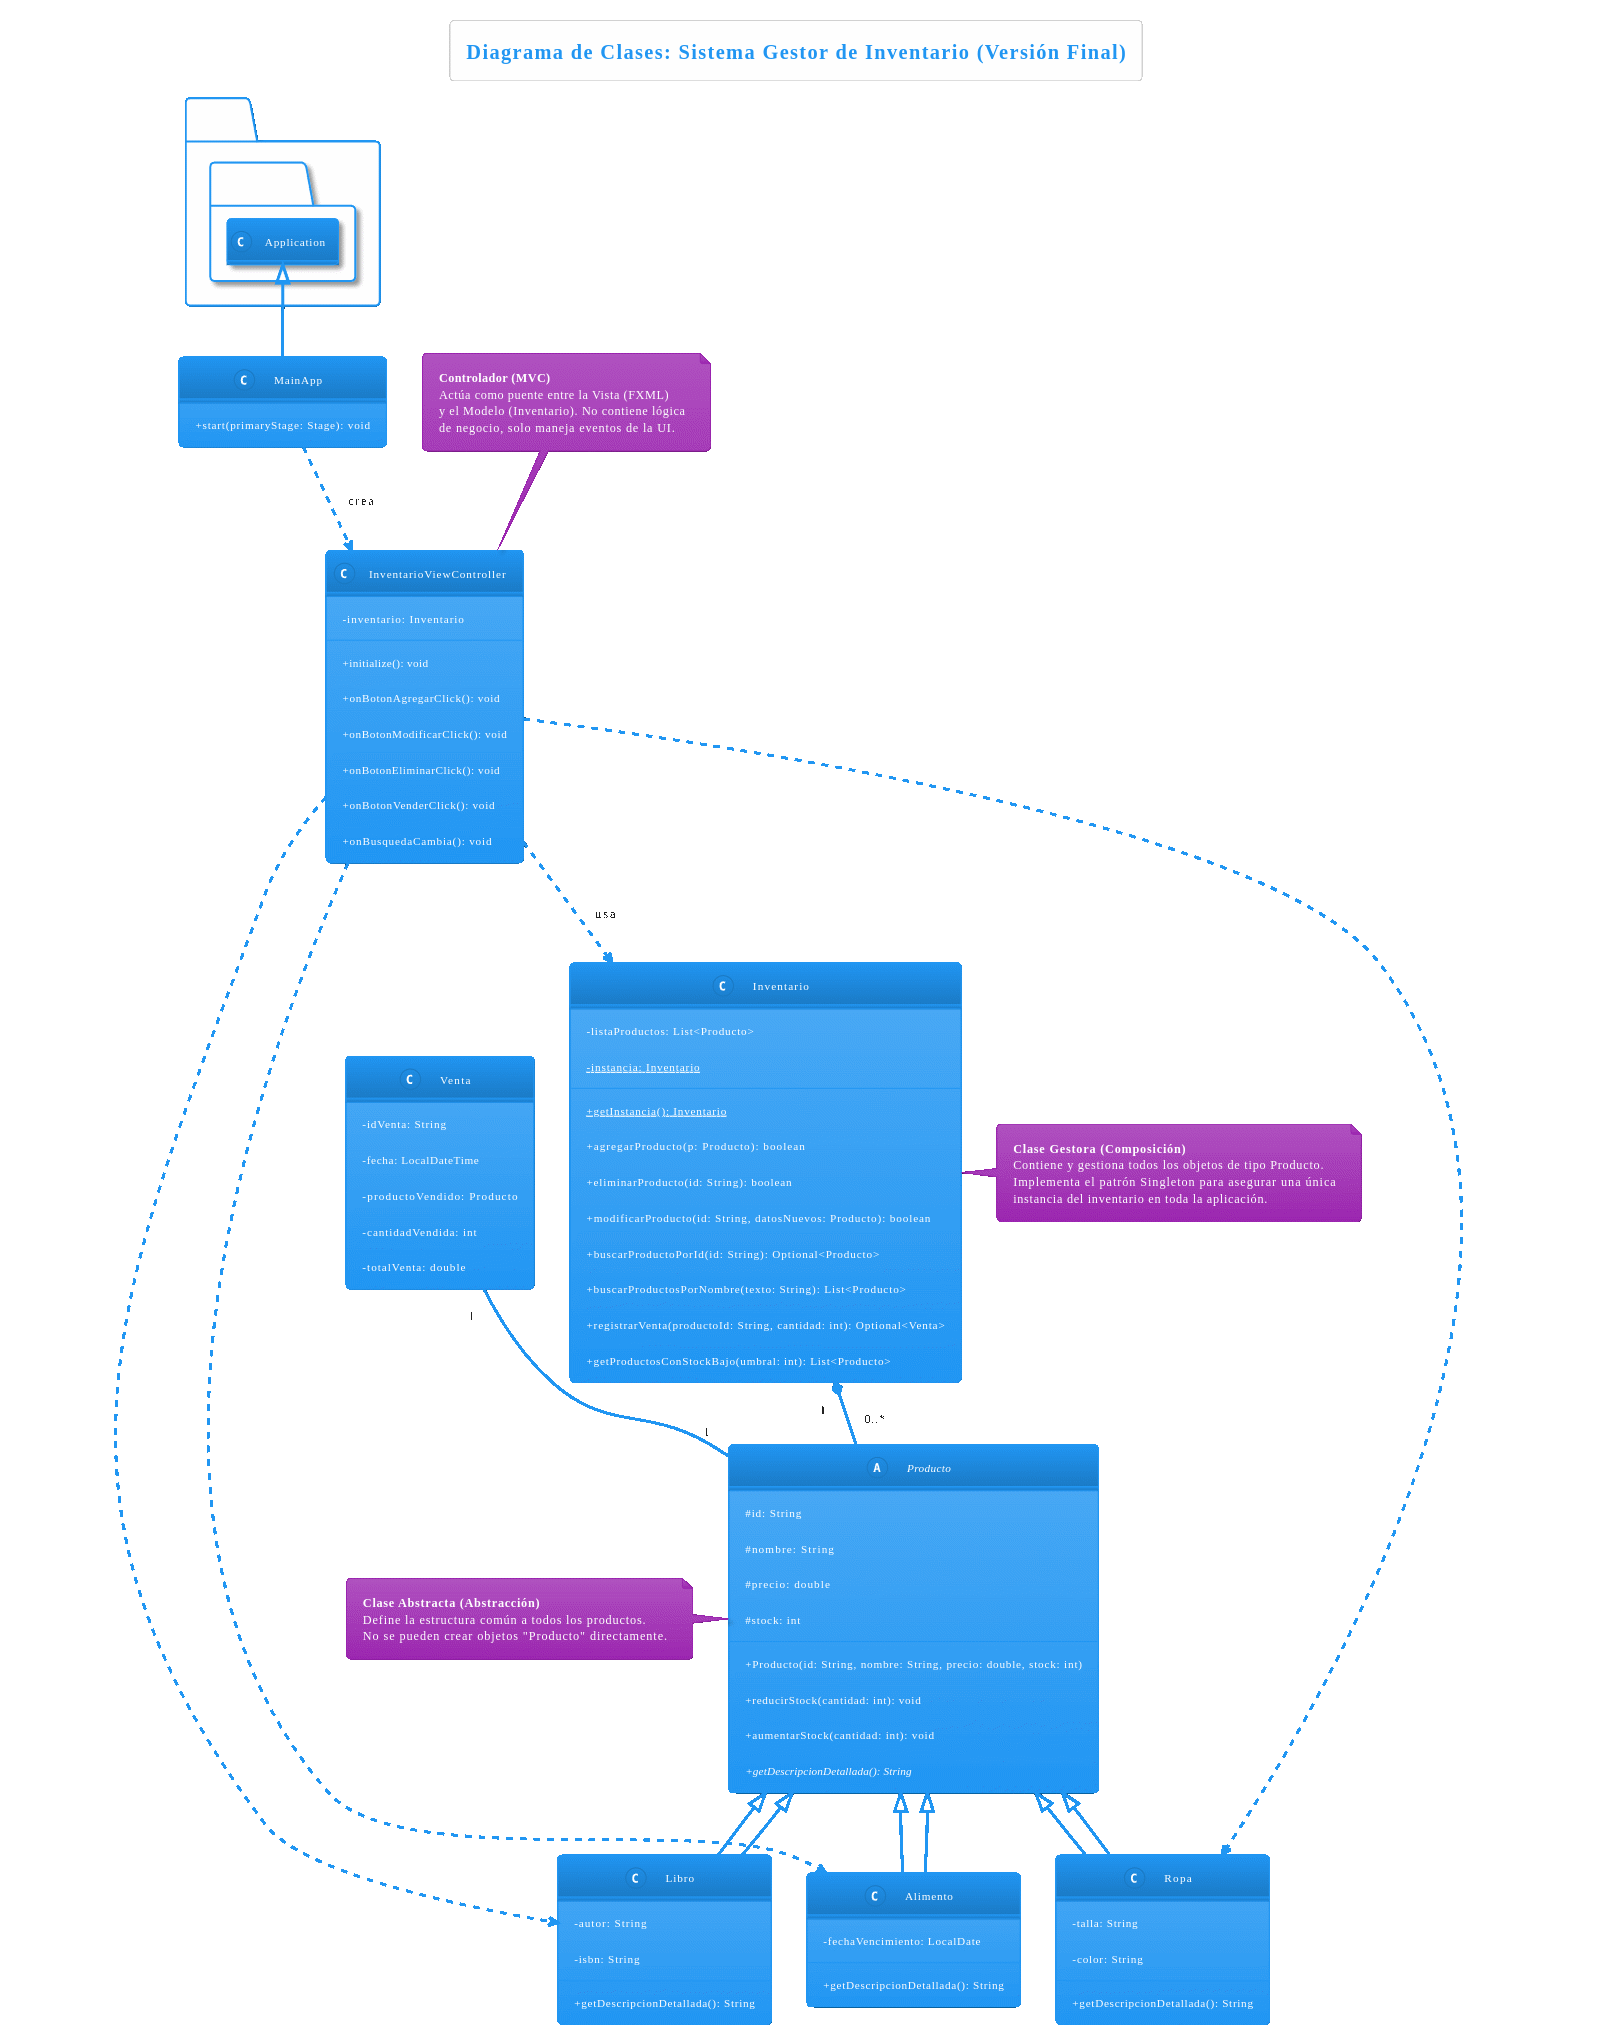 Diagrama de Clases: Sistema Gestor de Inventario (Versión Final)
C Application
C MainApp
+start(primaryStage: Stage): void
Controlador (MVC)
Actúa como puente entre la Vista (FXML)
y el Modelo (Inventario). No contiene lógica
de negocio, solo maneja eventos de la UI.
crea
C InventarioViewController
-inventario: Inventario
+initialize(): void
+onBotonAgregarClick(): void
+onBotonModificarClick(): void
+onBotonEliminarClick(): void
+onBotonVenderClick(): void
+onBusquedaCambia(): void
usa
C Inventario
-listaProductos: List<Producto>
-instancia: Inventario
+getInstancia(): Inventario
+agregarProducto(p: Producto): boolean
+eliminarProducto(id: String): boolean
+modificarProducto(id: String, datosNuevos: Producto): boolean
+buscarProductoPorId(id: String): Optional<Producto>
+buscarProductosPorNombre(texto: String): List<Producto>
+registrarVenta(productoId: String, cantidad: int): Optional<Venta>
+getProductosConStockBajo(umbral: int): List<Producto>
C Venta
-idVenta: String
-fecha: LocalDateTime
-productoVendido: Producto
-cantidadVendida: int
-totalVenta: double
Clase Gestora (Composición)
Contiene y gestiona todos los objetos de tipo Producto.
Implementa el patrón Singleton para asegurar una única
instancia del inventario en toda la aplicación.
1
1
1
0..*
A Producto
#id: String
#nombre: String
#precio: double
#stock: int
+Producto(id: String, nombre: String, precio: double, stock: int)
+reducirStock(cantidad: int): void
+aumentarStock(cantidad: int): void
+getDescripcionDetallada(): String
Clase Abstracta (Abstracción)
Define la estructura común a todos los productos.
No se pueden crear objetos "Producto" directamente.
C Libro
-autor: String
-isbn: String
+getDescripcionDetallada(): String
C Alimento
-fechaVencimiento: LocalDate
+getDescripcionDetallada(): String
C Ropa
-talla: String
-color: String
+getDescripcionDetallada(): String